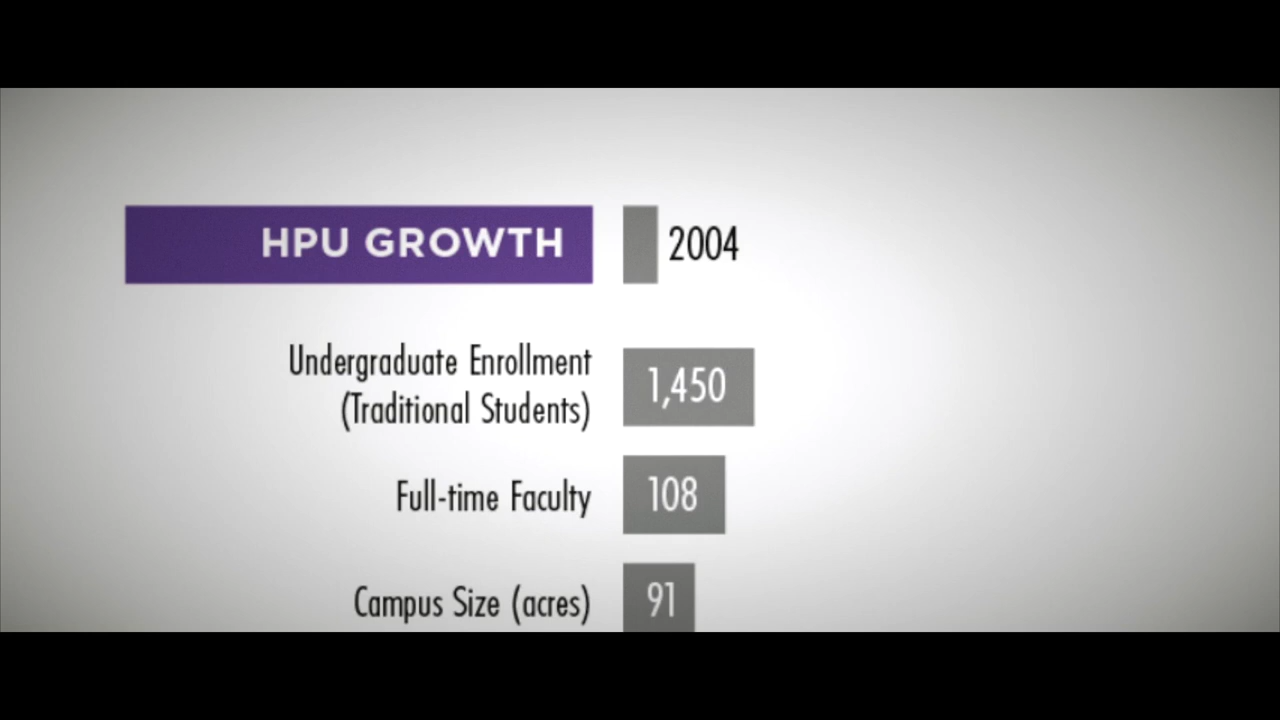 HPU GROWTH 2004
Undergraduate Enrollment
(Traditional Students) 1,450
Full-time Faculty 108
Campus Size (acres) 91